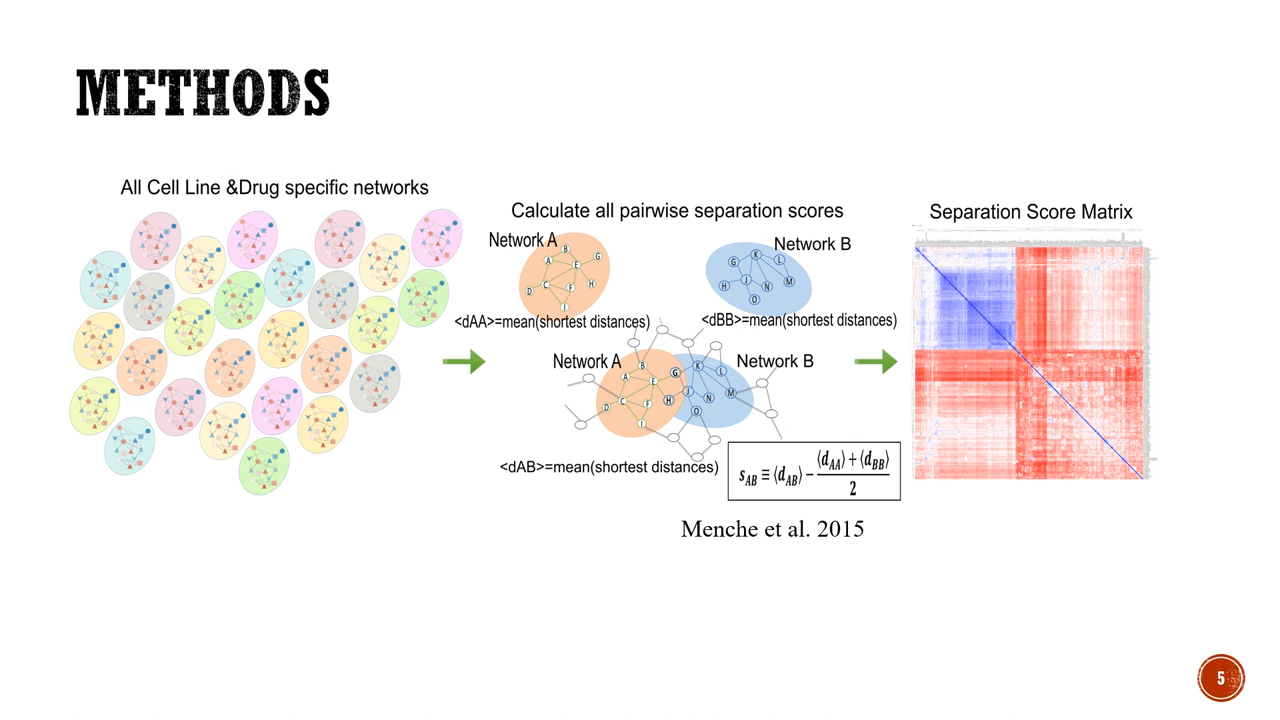 METHODS
All Cell Line &Drug specific networks
Calculate all pairwise separation scores
Separation Score Matrix
Network A
B
G
A
E
D
C
F
H
I
<dAA>=mean(shortest distances)
Network B
K
L
G
J
M
H
N
O
<dBB>=mean(shortest distances)
Network A
Network B
B
A
E
G
K
L
D
C
F
H
J
N
M
I
O
<dAB>=mean(shortest distances)
s_AB ≡ ⟨d_AB⟩ − (⟨d_AA⟩ + ⟨d_BB⟩) / 2
Menche et al. 2015
5